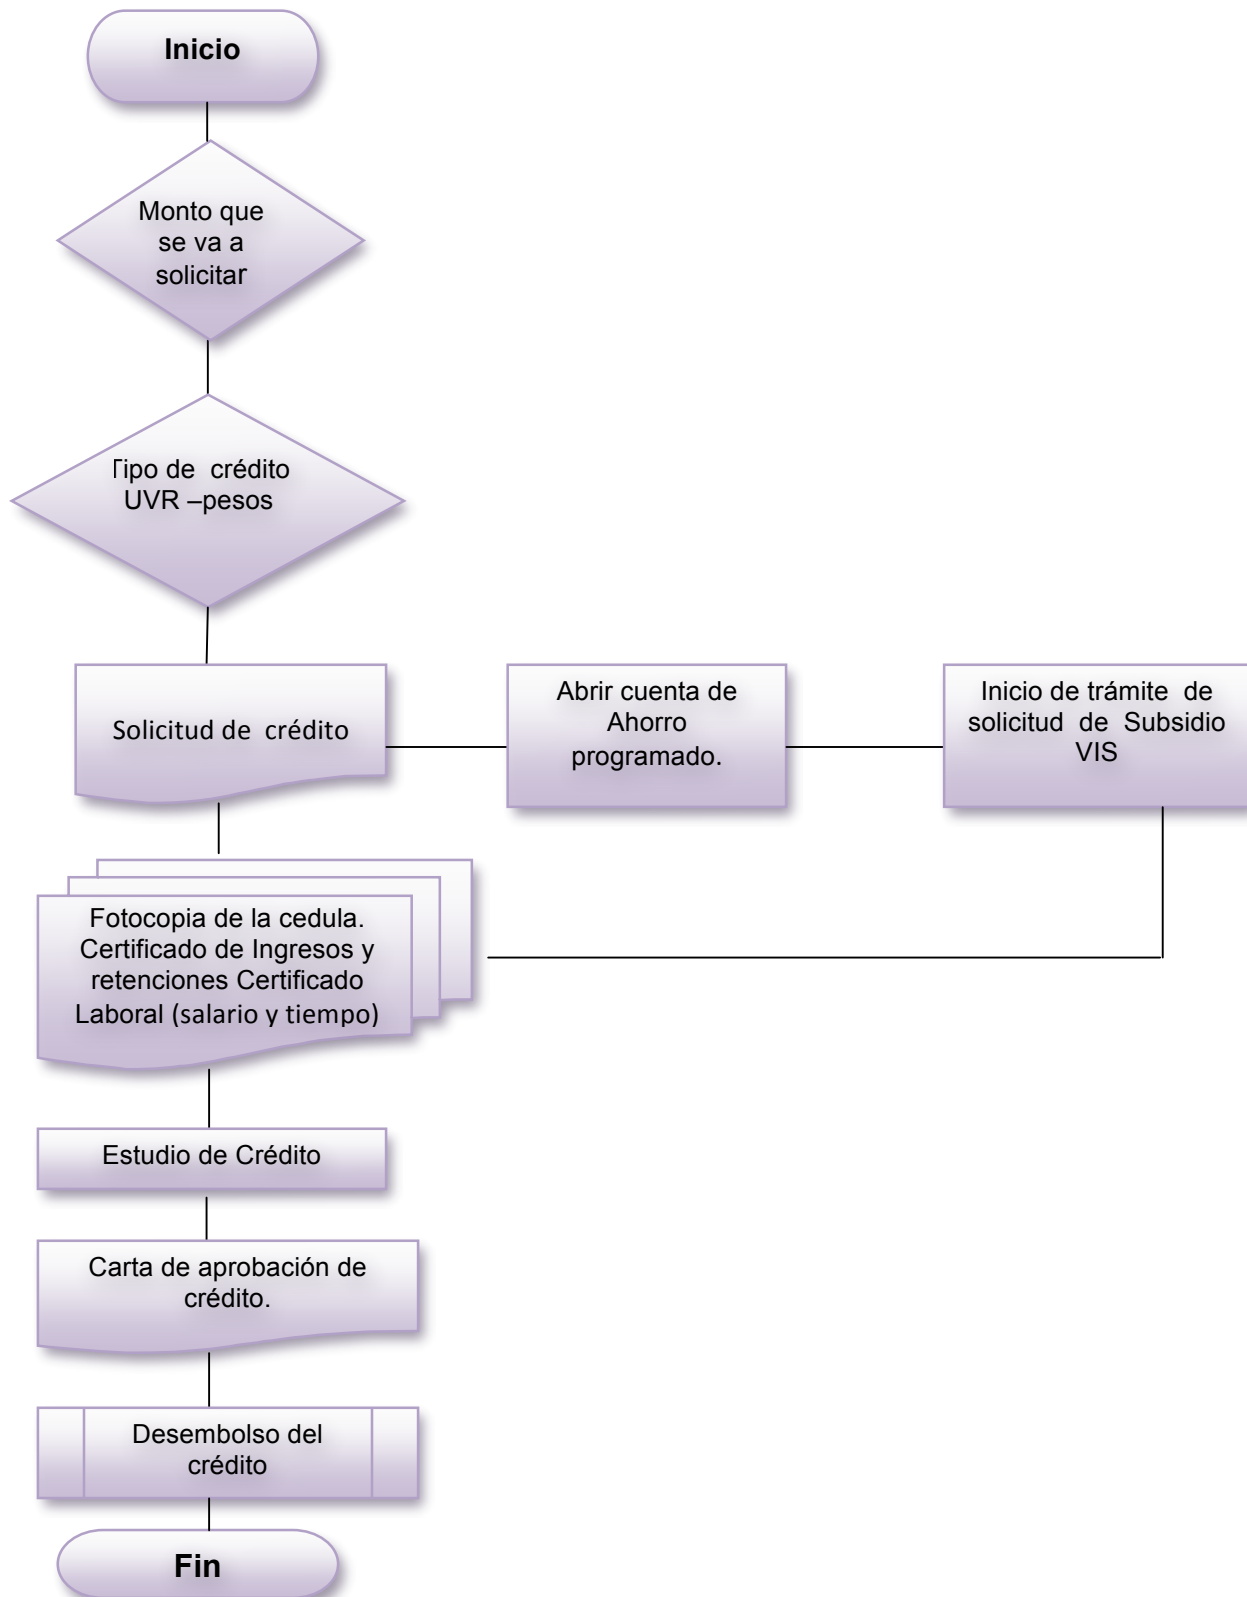 Inicio
Monto que
se va a
solicitar
Tipo de crédito
UVR –pesos
Solicitud de crédito
Abrir cuenta de
Ahorro
programado.
Inicio de trámite de
solicitud de Subsidio
VIS
Fotocopia de la cedula.
Certificado de Ingresos y
retenciones Certificado
Laboral (salario y tiempo)
Estudio de Crédito
Carta de aprobación de
crédito.
Desembolso del
crédito
Fin